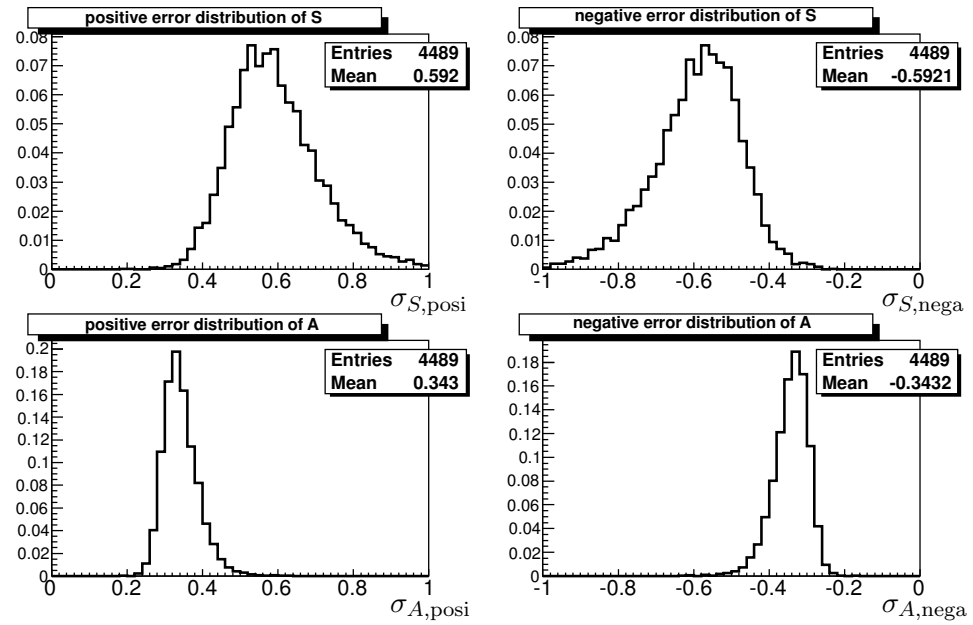 positive error distribution of S
Entries 4489
Mean 0.592
0.08
0.07
0.06
0.05
0.04
0.03
0.02
0.01
0
0 0.2 0.4 0.6 0.8 1
σS,posi
negative error distribution of S
Entries 4489
Mean -0.5921
0.08
0.07
0.06
0.05
0.04
0.03
0.02
0.01
0
-1 -0.8 -0.6 -0.4 -0.2 0
σS,nega
positive error distribution of A
Entries 4489
Mean 0.343
0.2
0.18
0.16
0.14
0.12
0.1
0.08
0.06
0.04
0.02
0
0 0.2 0.4 0.6 0.8 1
σA,posi
negative error distribution of A
Entries 4489
Mean -0.3432
0.18
0.16
0.14
0.12
0.1
0.08
0.06
0.04
0.02
0
-1 -0.8 -0.6 -0.4 -0.2 0
σA,nega